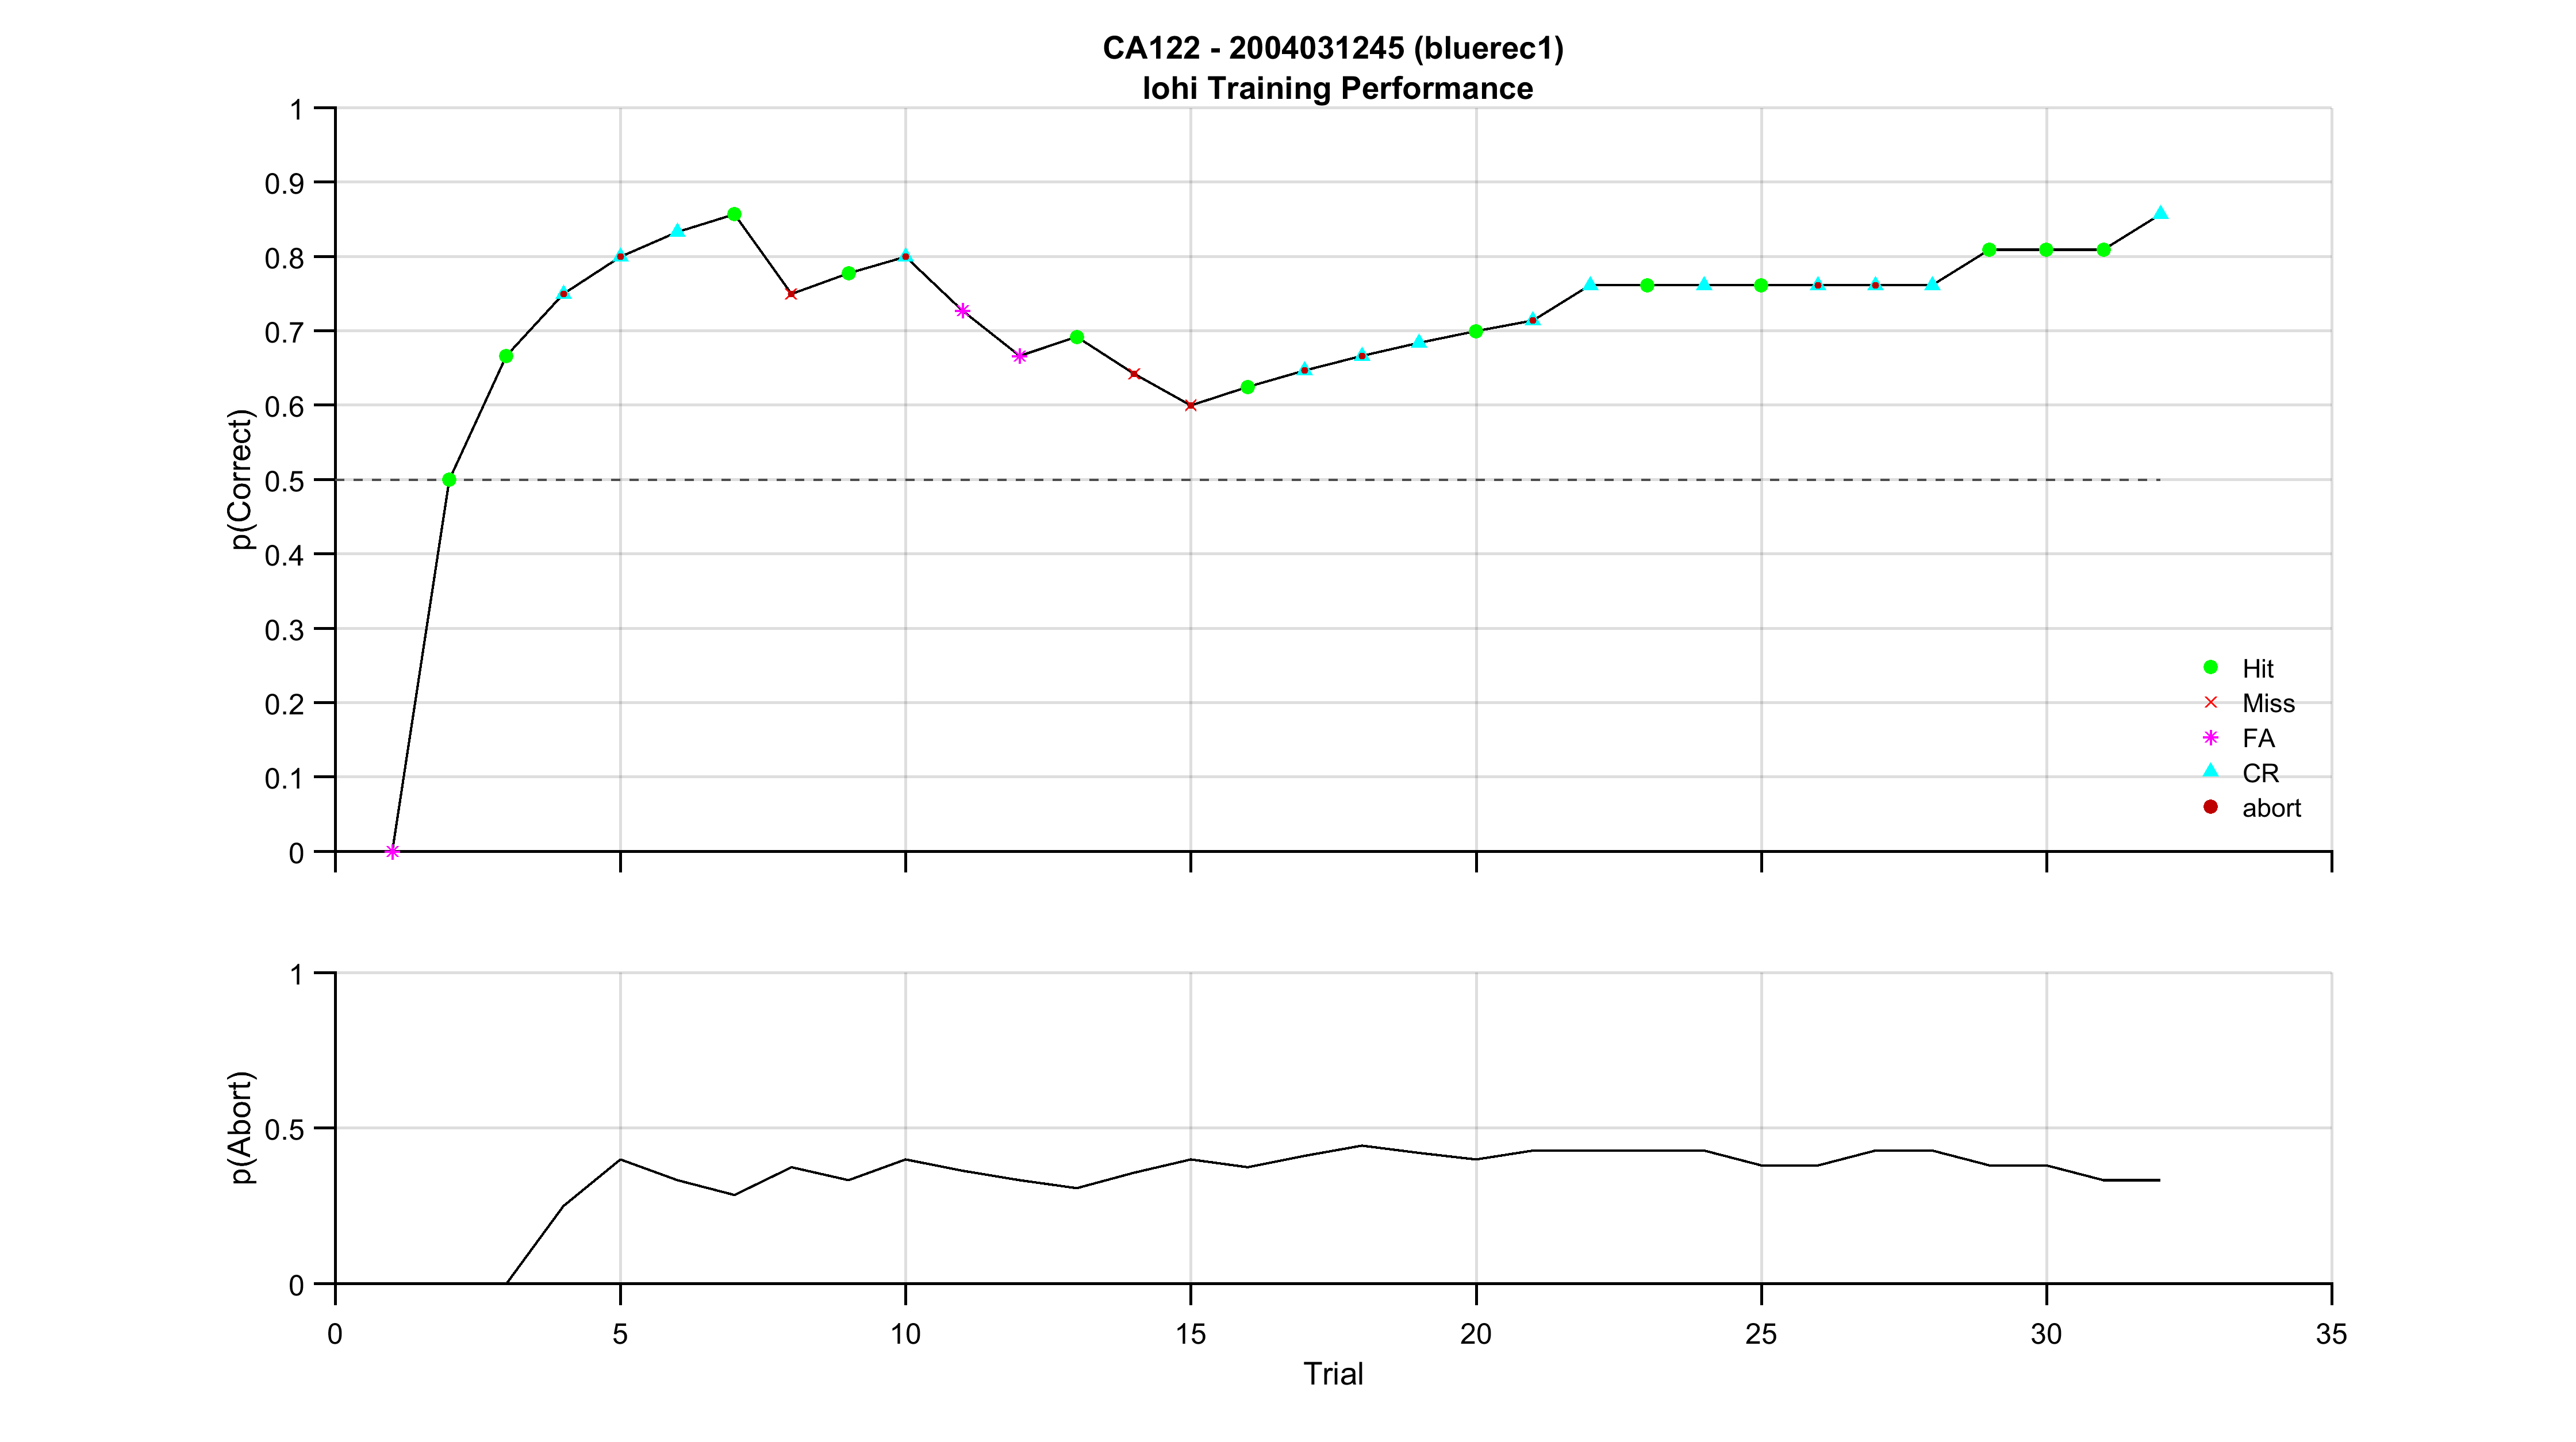 CA122 - 2004031245 (bluerec1)
lohi Training Performance
1
0.9
0.8
0.7
0.6
0.5
0.4
0.3
0.2
0.1
0
p(Correct)
Hit
Miss
FA
CR
abort
1
0.5
0
p(Abort)
0 5 10 15 20 25 30 35
Trial